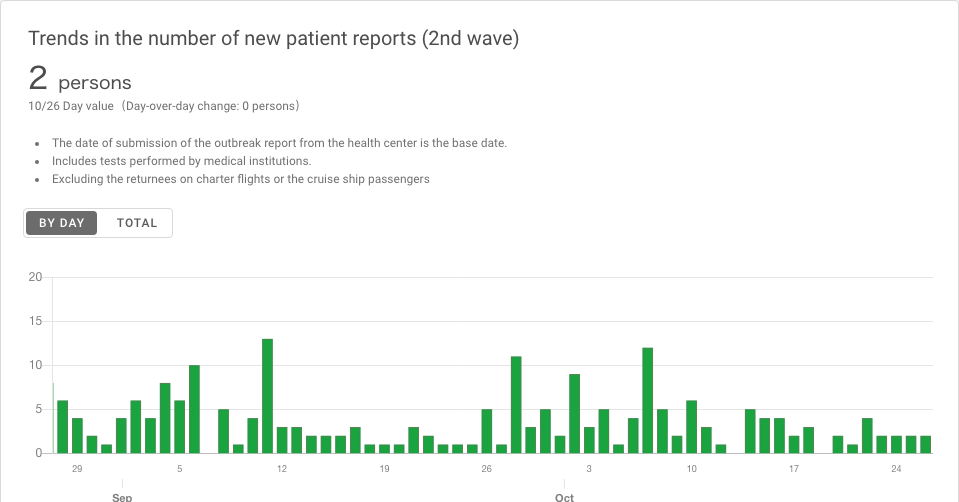 Trends in the number of new patient reports (2nd wave)
2 persons
10/26 Day value（Day-over-day change: 0 persons）
• The date of submission of the outbreak report from the health center is the base date.
• Includes tests performed by medical institutions.
• Excluding the returnees on charter flights or the cruise ship passengers
BY DAY TOTAL
20
15
10
5
0
29 5 12 19 26 3 10 17 24
Sep Oct